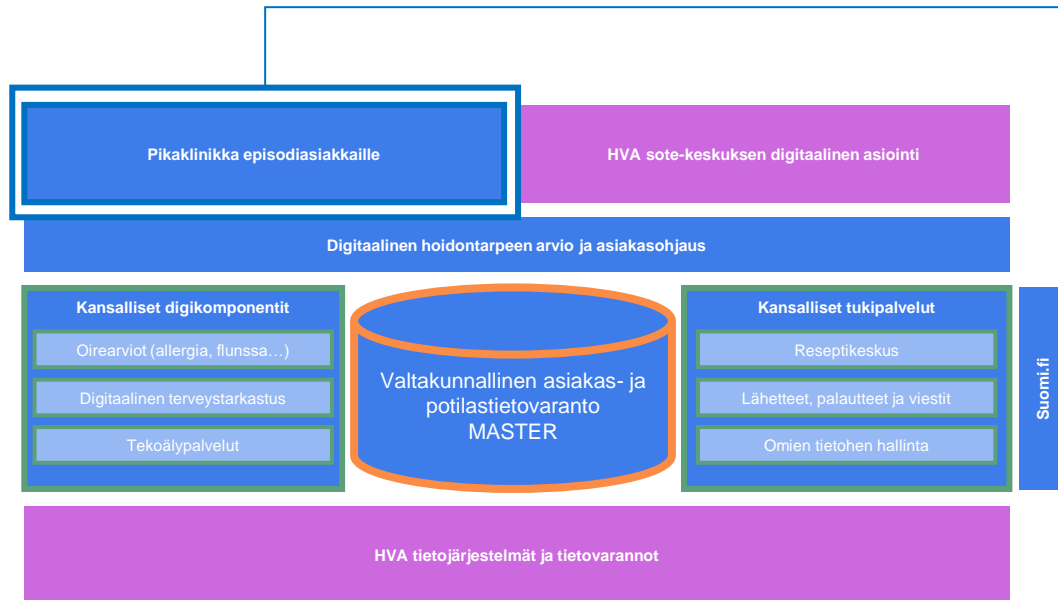 Pikaklinikka episodiasiakkaille
HVA sote-keskuksen digitaalinen asiointi
Digitaalinen hoidontarpeen arvio ja asiakasohjaus
Kansalliset digikomponentit
Oirearviot (allergia, flunssa…)
Digitaalinen terveystarkastus
Tekoälypalvelut
Valtakunnallinen asiakas- ja
potilastietovaranto
MASTER
Kansalliset tukipalvelut
Reseptikeskus
Lähetteet, palautteet ja viestit
Omien tietohen hallinta
Suomi.fi
HVA tietojärjestelmät ja tietovarannot